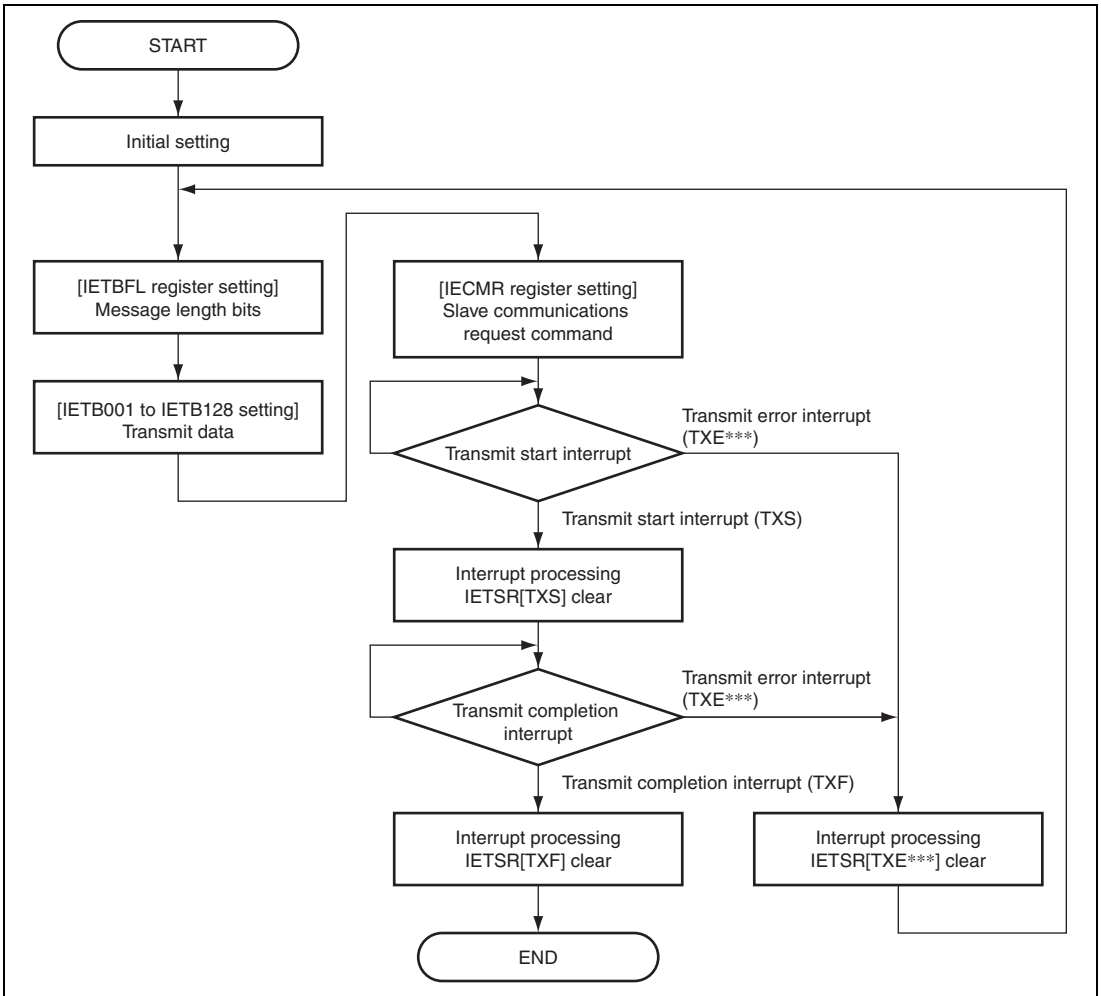 START
Initial setting
[IETBFL register setting]
Message length bits
[IETB001 to IETB128 setting]
Transmit data
[IECMR register setting]
Slave communications
request command
Transmit start interrupt
Transmit error interrupt
(TXE***)
Transmit start interrupt (TXS)
Interrupt processing
IETSR[TXS] clear
Transmit completion
interrupt
Transmit error interrupt
(TXE***)
Transmit completion interrupt (TXF)
Interrupt processing
IETSR[TXF] clear
Interrupt processing
IETSR[TXE***] clear
END